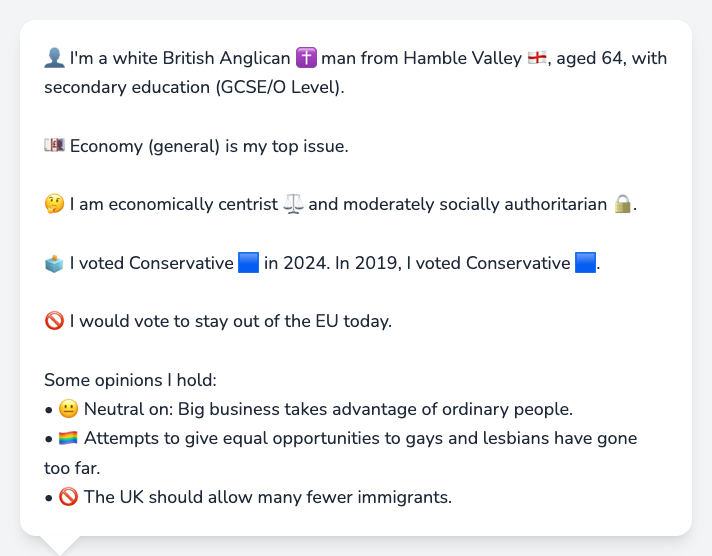 👤 I'm a white British Anglican ✝️ man from Hamble Valley 🏴󠁧󠁢󠁥󠁮󠁧󠁿, aged 64, with
secondary education (GCSE/O Level).
💷 Economy (general) is my top issue.
🤔 I am economically centrist ⚖️ and moderately socially authoritarian 🔒.
🗳️ I voted Conservative 🟦 in 2024. In 2019, I voted Conservative 🟦.
🚫 I would vote to stay out of the EU today.
Some opinions I hold:
• 😐 Neutral on: Big business takes advantage of ordinary people.
• 🏳️‍🌈 Attempts to give equal opportunities to gays and lesbians have gone
too far.
• 🚫 The UK should allow many fewer immigrants.